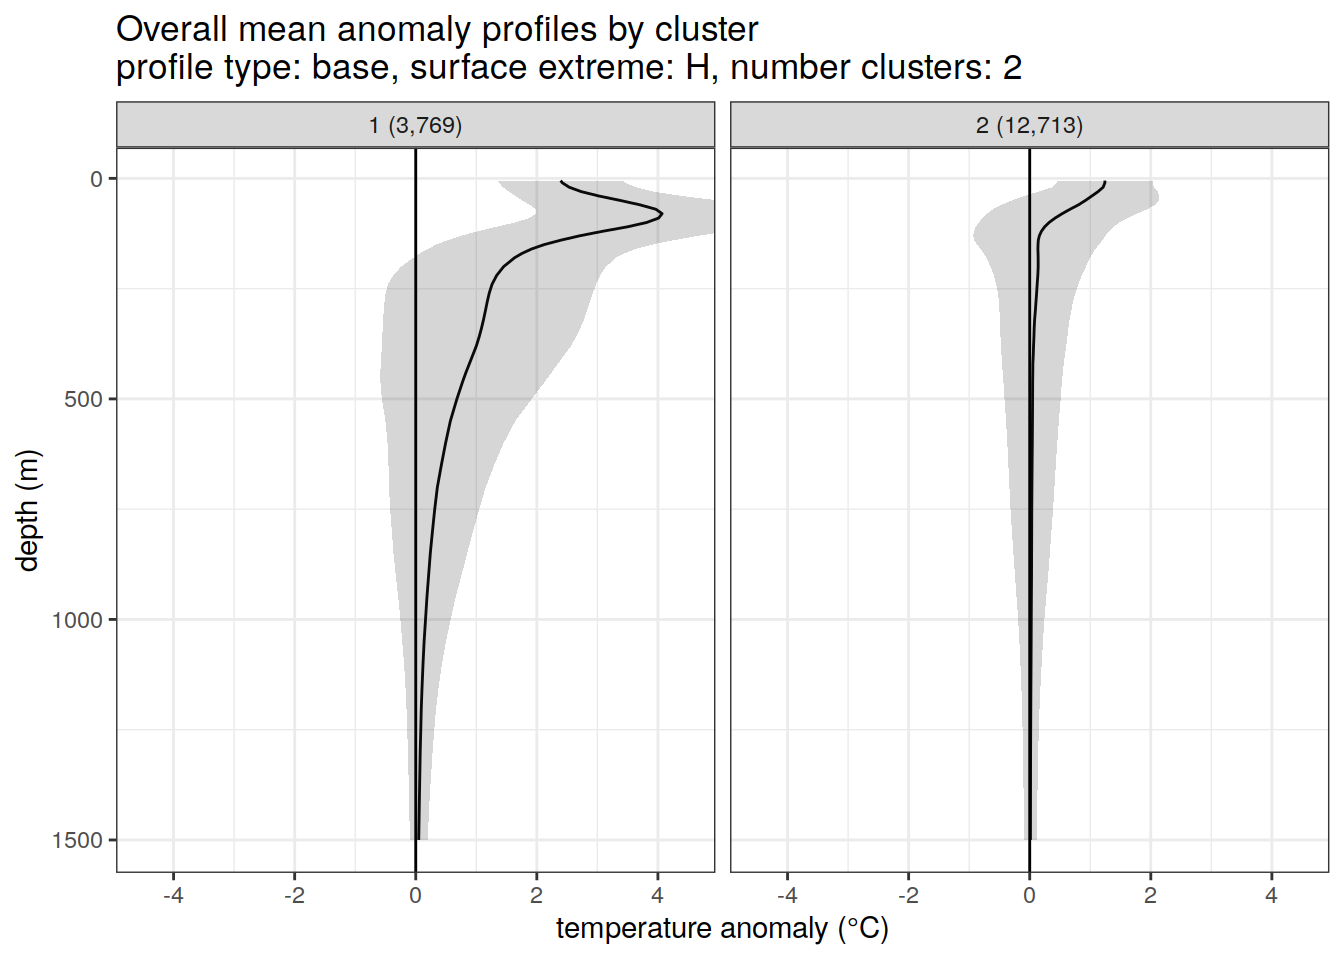 Overall mean anomaly profiles by cluster
profile type: base, surface extreme: H, number clusters: 2
1 (3,769)
2 (12,713)
0
500
1000
1500
depth (m)
-4 -2 0 2 4
-4 -2 0 2 4
temperature anomaly (°C)